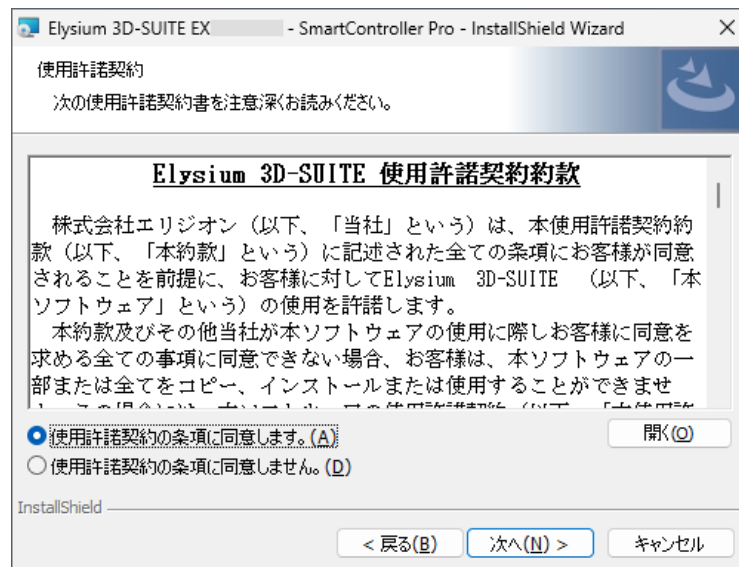 Elysium 3D-SUITE EX - SmartController Pro - InstallShield Wizard
使用許諾契約
次の使用許諾契約書を注意深くお読みください。
Elysium 3D-SUITE 使用許諾契約約款
株式会社エリジオン（以下、「当社」という）は、本使用許諾契約約
款（以下、「本約款」という）に記述された全ての条項にお客様が同意
されることを前提に、お客様に対してElysium 3D-SUITE （以下、「本
ソフトウェア」という）の使用を許諾します。
本約款及びその他当社が本ソフトウェアの使用に際しお客様に同意を
求める全ての事項に同意できない場合、お客様は、本ソフトウェアの一
部または全てをコピー、インストールまたは使用することができませ
使用許諾契約の条項に同意します。(A)
開く(O)
使用許諾契約の条項に同意しません。(D)
InstallShield
< 戻る(B)
次へ(N) >
キャンセル